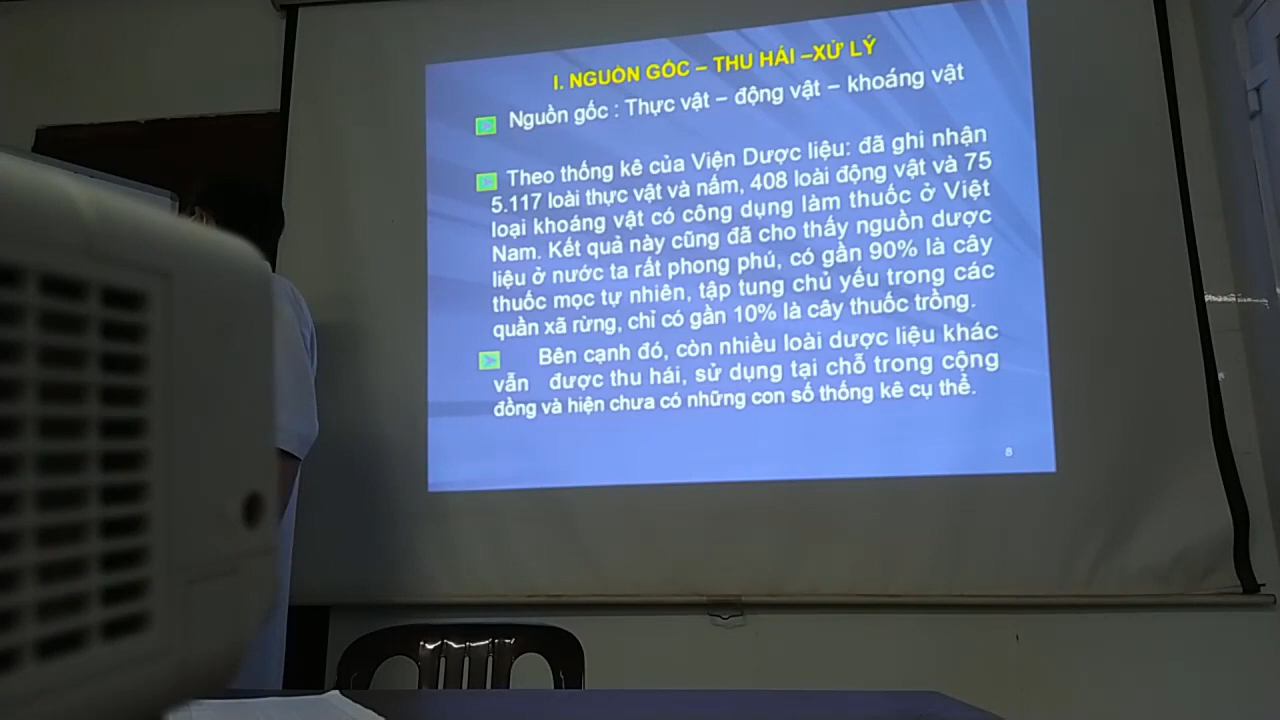 I. NGUỒN GỐC – THU HÁI –XỬ LÝ
Nguồn gốc : Thực vật – động vật – khoáng vật
Theo thống kê của Viện Dược liệu: đã ghi nhận
5.117 loài thực vật và nấm, 408 loài động vật và 75
loại khoáng vật có công dụng làm thuốc ở Việt
Nam. Kết quả này cũng đã cho thấy nguồn dược
liệu ở nước ta rất phong phú, có gần 90% là cây
thuốc mọc tự nhiên, tập tung chủ yếu trong các
quần xã rừng, chỉ có gần 10% là cây thuốc trồng.
Bên cạnh đó, còn nhiều loài dược liệu khác
vẫn được thu hái, sử dụng tại chỗ trong cộng
đồng và hiện chưa có những con số thống kê cụ thể.
8